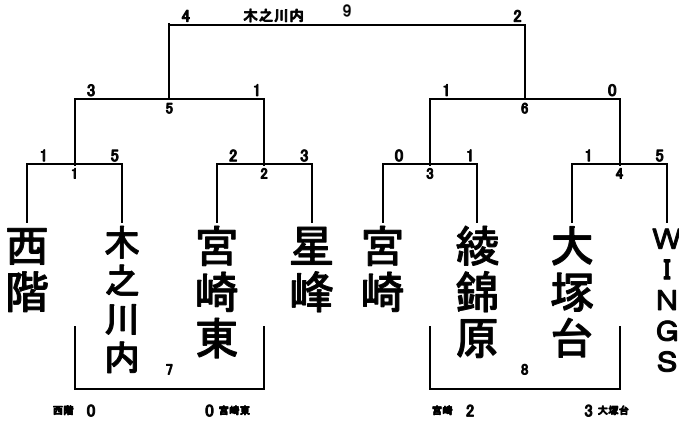 4 木之川内 9 2
3 1 1 0
5 6
1 5 2 3 0 1 1 5
1 2 3 4
西階
木之川内
宮崎東
星峰
宮崎
綾錦原
大塚台
WINGS
7 8
西階 0 0 宮崎東 宮崎 2 3 大塚台